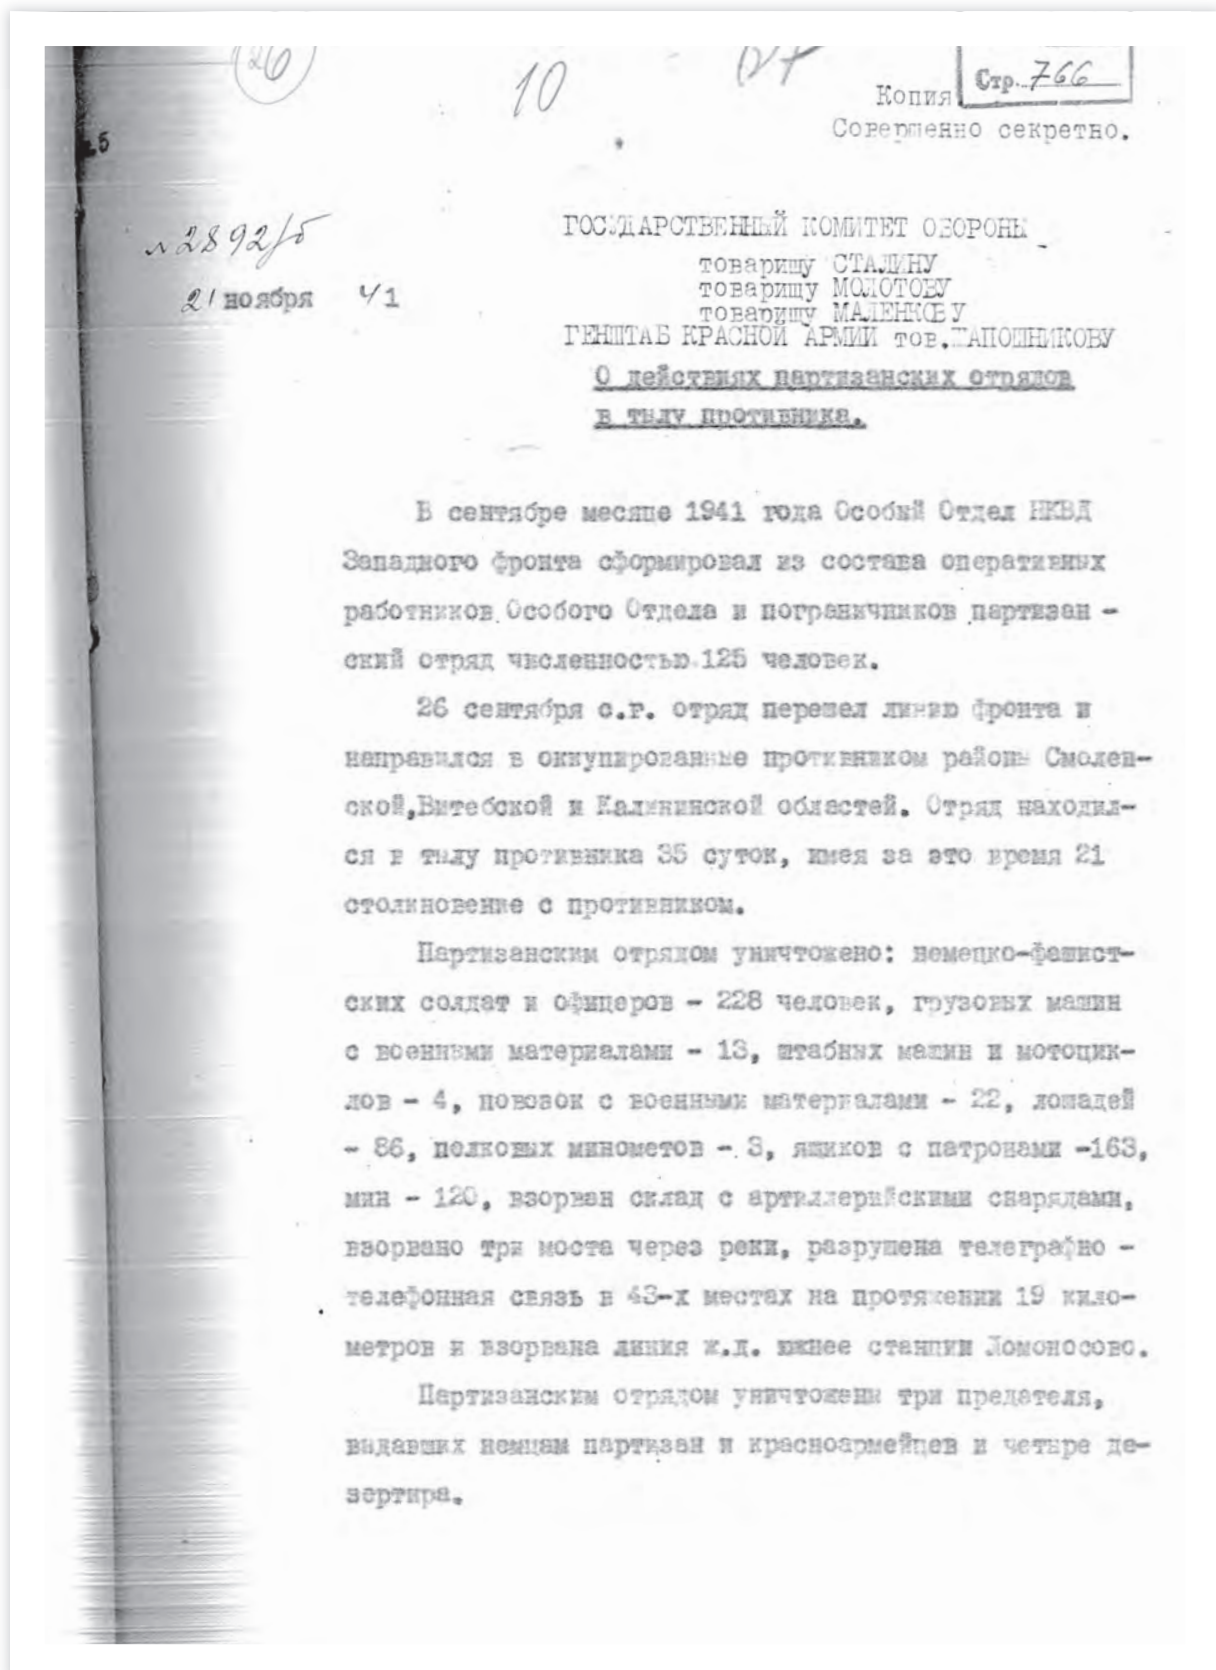 26
10
Стр. 766
Копия
Совершенно секретно.
№2892/б
21 ноября 41
ГОСУДАРСТВЕННЫЙ КОМИТЕТ ОБОРОНЫ
товарищу СТАЛИНУ
товарищу МОЛОТОВУ
товарищу МАЛЕНКОВУ
ГЕНШТАБ КРАСНОЙ АРМИИ тов.ШАПОШНИКОВУ
О действиях партизанских отрядов
в тылу противника.
В сентябре месяце 1941 года Особый Отдел НКВД
Западного фронта сформировал из состава оперативных
работников Особого Отдела и пограничников партизан -
ский отряд численностью 125 человек.
26 сентября с.г. отряд перешел линию фронта и
направился в оккупированные противником районы Смолен-
ской,Витебской и Калининской областей. Отряд находил-
ся в тылу противника 35 суток, имея за это время 21
столкновение с противником.
Партизанским отрядом уничтожено: немецко-фашист-
ских солдат и офицеров - 228 человек, грузовых машин
с военными материалами - 13, штабных машин и мотоцик-
лов - 4, повозок с военными материалами - 22, лошадей
- 86, полковых минометов - 3, ящиков с патронами -163,
мин - 120, взорван склад с артиллерийскими снарядами,
взорвано три моста через реки, разрушена телеграфно -
телефонная связь в 43-х местах на протяжении 19 кило-
метров и взорвана линия ж.д. южнее станции Ломоносово.
Партизанским отрядом уничтожены три предателя,
выдавших немцам партизан и красноармейцев и четыре де-
зертира.